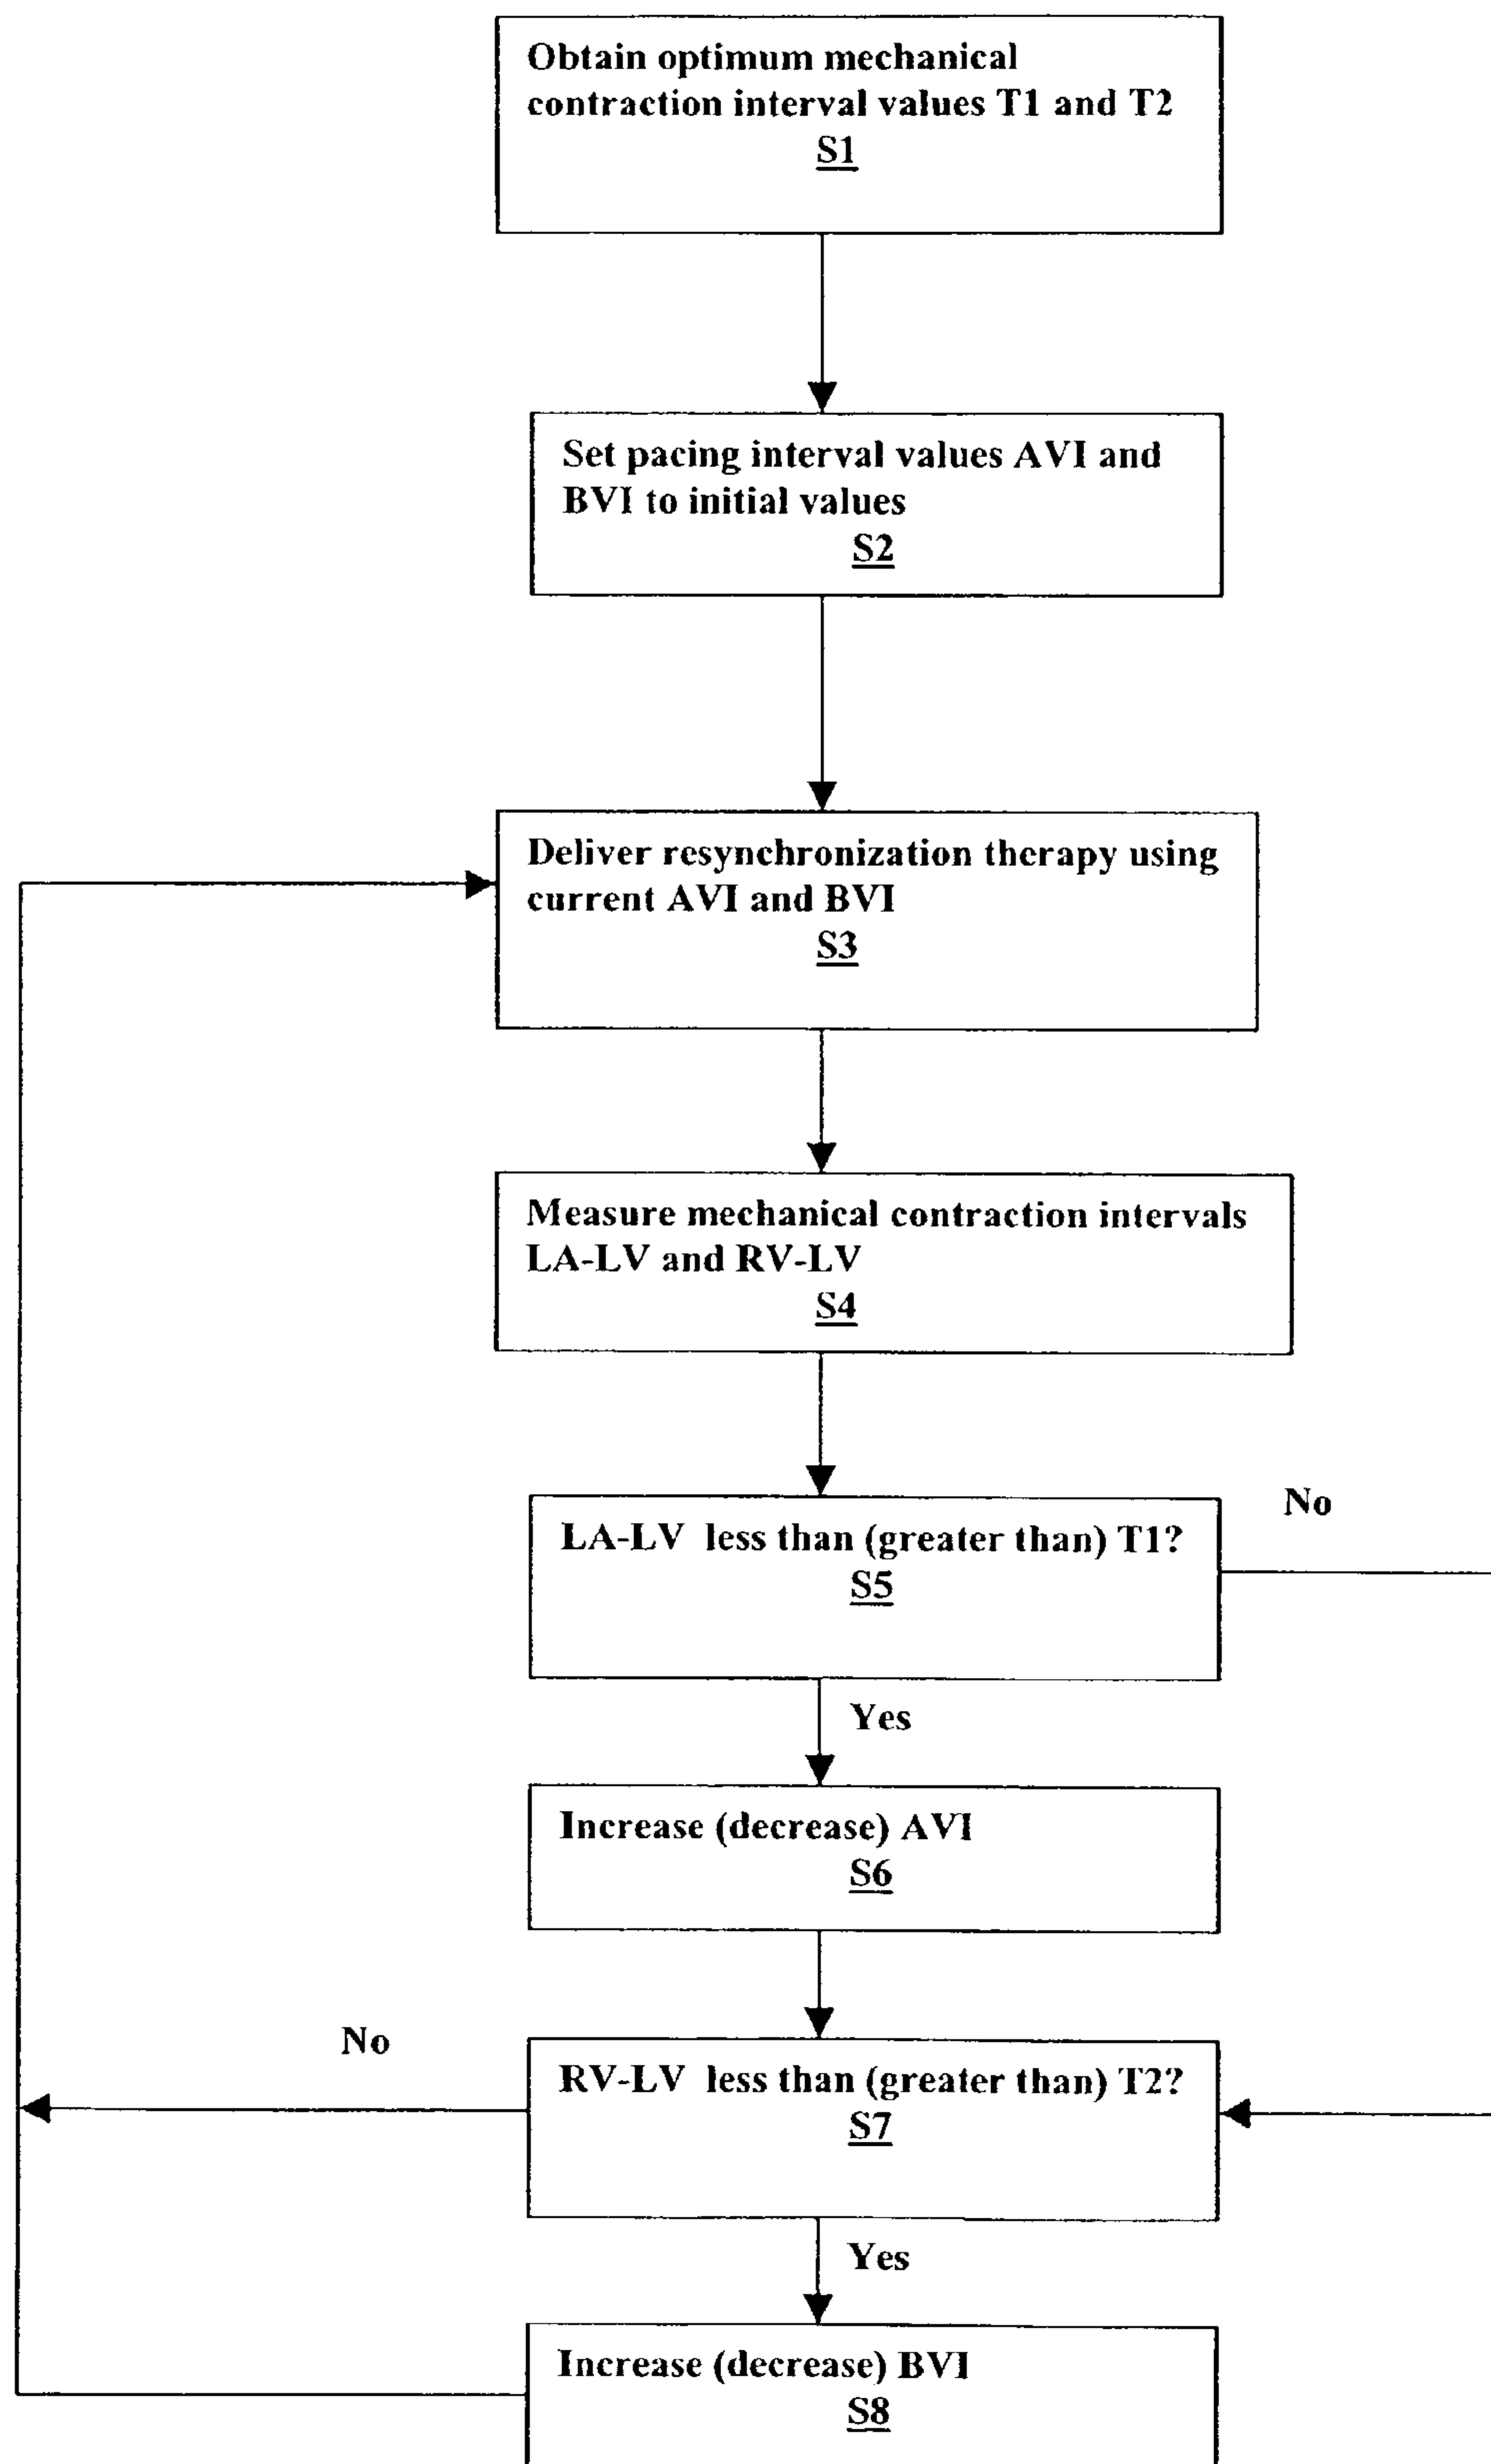 Obtain optimum mechanical
contraction interval values T1 and T2
S1
Set pacing interval values AVI and
BVI to initial values
S2
Deliver resynchronization therapy using
current AVI and BVI
S3
Measure mechanical contraction intervals
LA-LV and RV-LV
S4
No
LA-LV less than (greater than) T1?
S5
Yes
Increase (decrease) AVI
S6
No
RV-LV less than (greater than) T2?
S7
Yes
Increase (decrease) BVI
S8